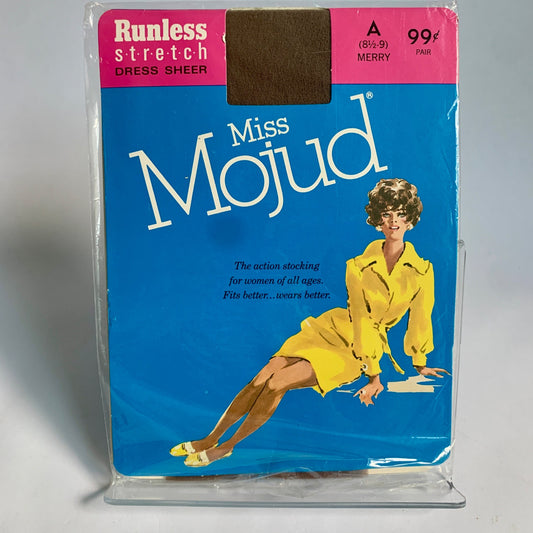 Runless
s·t·r·e·t·c·h
DRESS SHEER
A
(8½-9)
MERRY
99¢
PAIR
Miss
Mojud®
The action stocking
for women of all ages.
Fits better...wears better.